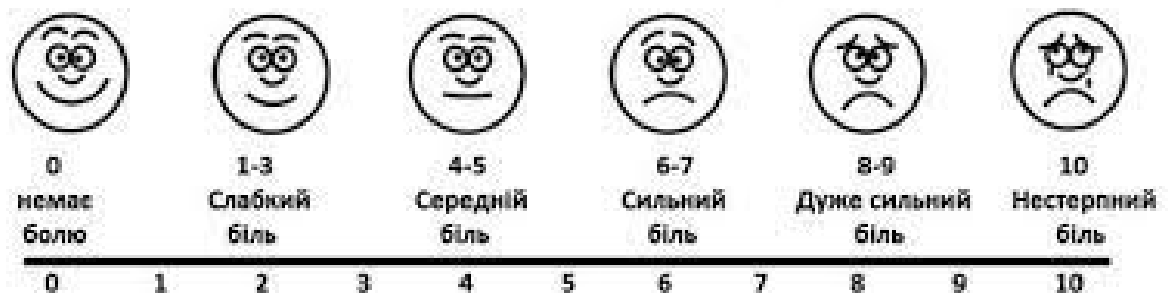 0 1-3 4-5 6-7 8-9 10
немає Слабкий Середній Сильний Дуже сильний Нестерпний
болю біль біль біль біль біль
0 1 2 3 4 5 6 7 8 9 10